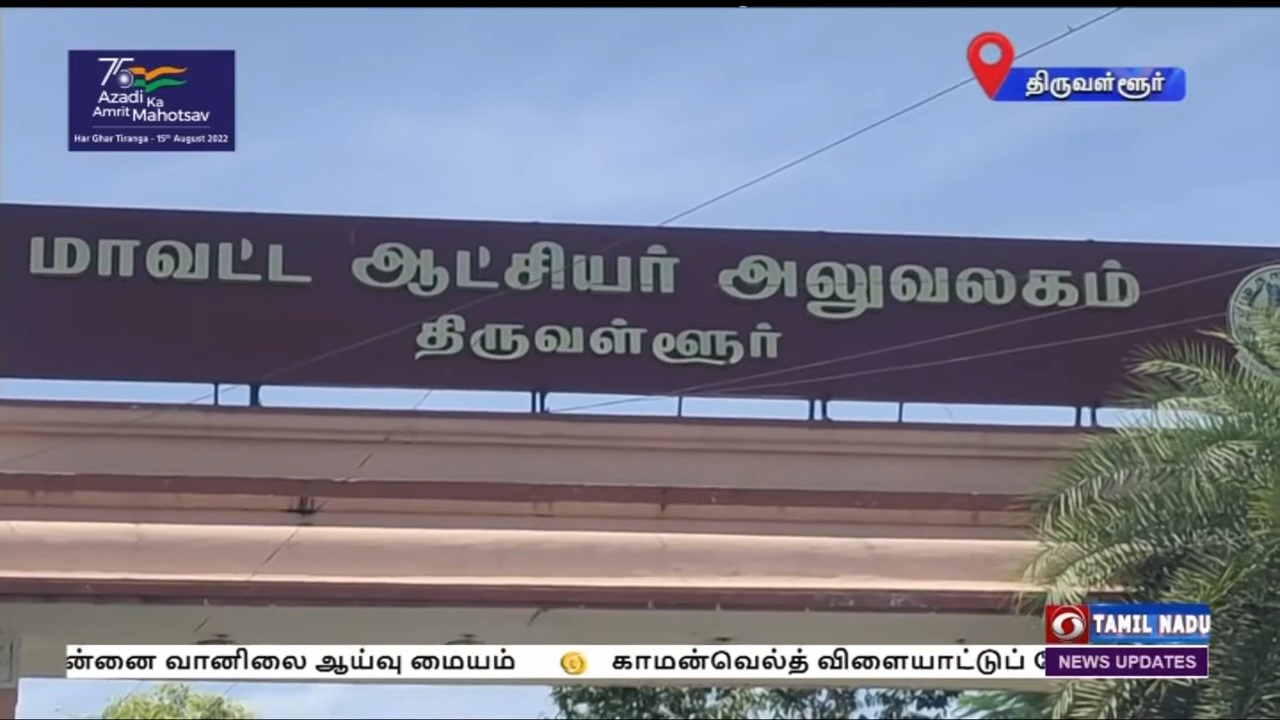 75
Azadi Ka
Amrit Mahotsav
Har Ghar Tiranga - 15th August 2022
திருவள்ளூர்
மாவட்ட ஆட்சியர் அலுவலகம்
திருவள்ளூர்
TAMIL NADU
ன்னை வானிலை ஆய்வு மையம் காமன்வெல்த் விளையாட்டுப்
NEWS UPDATES